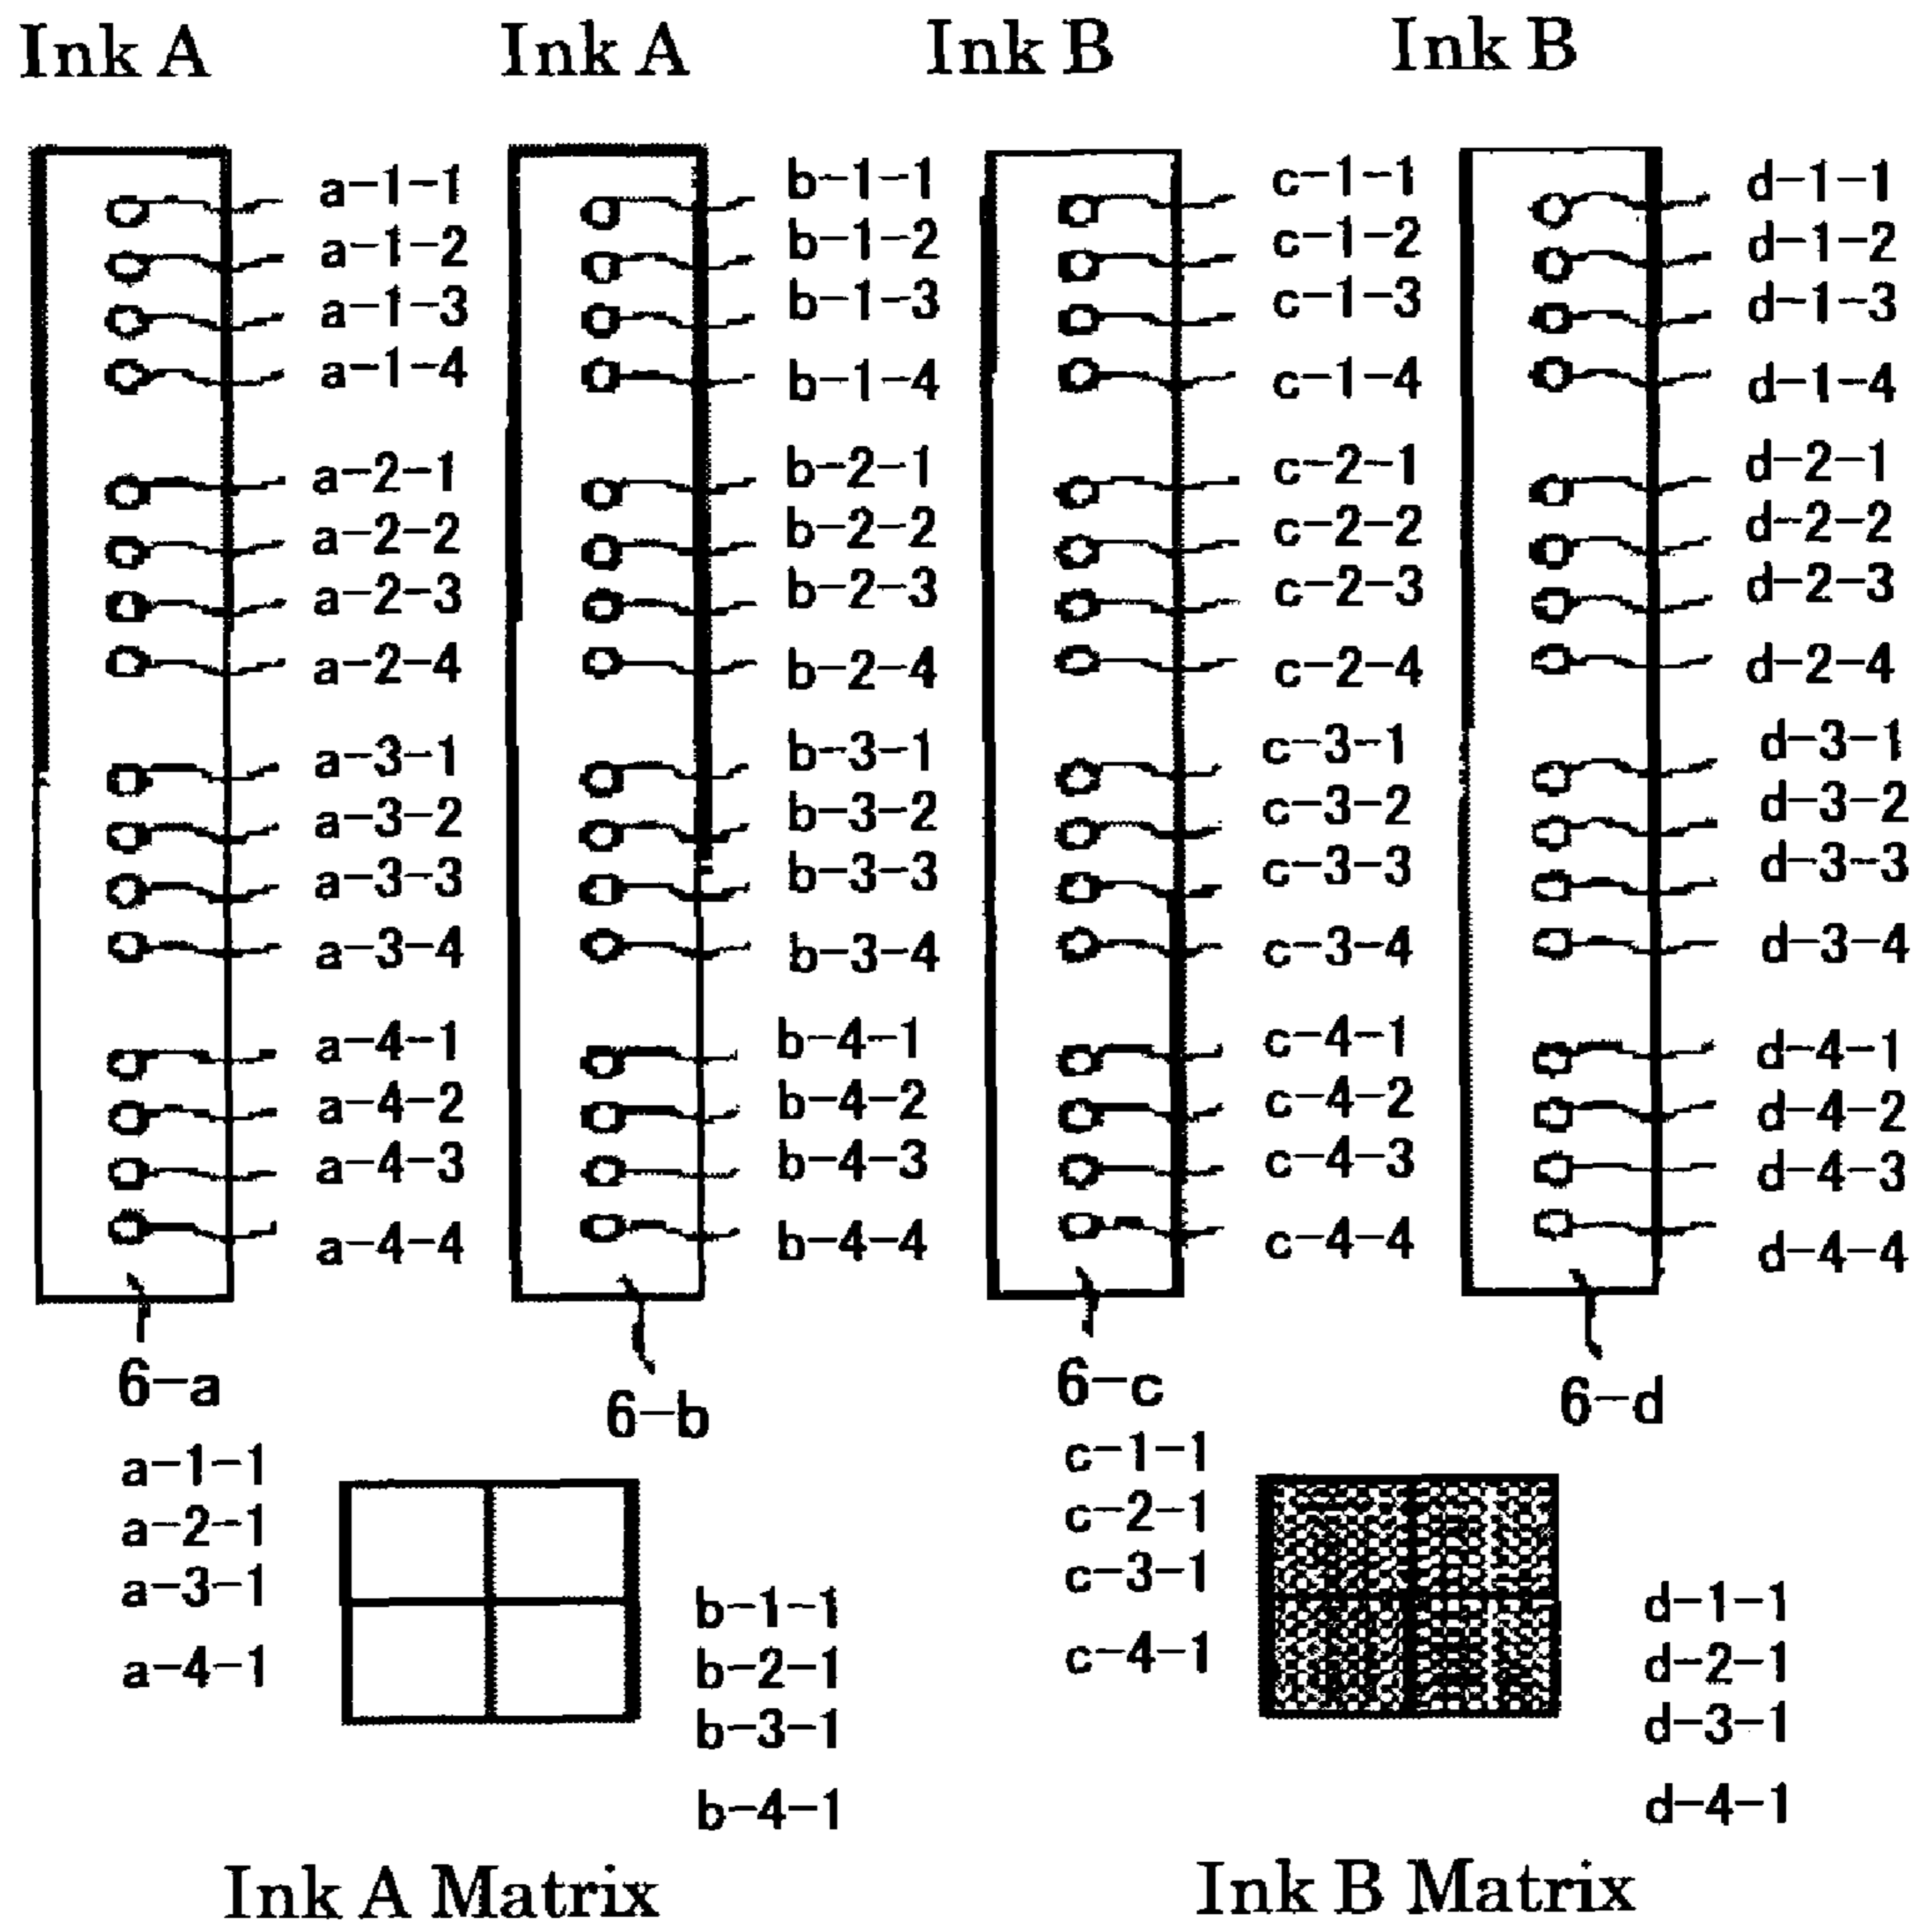 Ink A Ink A Ink B Ink B
a-1-1 b-1-1 c-1-1 d-1-1
a-1-2 b-1-2 c-1-2 d-1-2
a-1-3 b-1-3 c-1-3 d-1-3
a-1-4 b-1-4 c-1-4 d-1-4
a-2-1 b-2-1 c-2-1 d-2-1
a-2-2 b-2-2 c-2-2 d-2-2
a-2-3 b-2-3 c-2-3 d-2-3
a-2-4 b-2-4 c-2-4 d-2-4
a-3-1 b-3-1 c-3-1 d-3-1
a-3-2 b-3-2 c-3-2 d-3-2
a-3-3 b-3-3 c-3-3 d-3-3
a-3-4 b-3-4 c-3-4 d-3-4
a-4-1 b-4-1 c-4-1 d-4-1
a-4-2 b-4-2 c-4-2 d-4-2
a-4-3 b-4-3 c-4-3 d-4-3
a-4-4 b-4-4 c-4-4 d-4-4
6-a 6-b 6-c 6-d
a-1-1
a-2-1
a-3-1
a-4-1
b-1-1
b-2-1
b-3-1
b-4-1
Ink A Matrix
c-1-1
c-2-1
c-3-1
c-4-1
d-1-1
d-2-1
d-3-1
d-4-1
Ink B Matrix